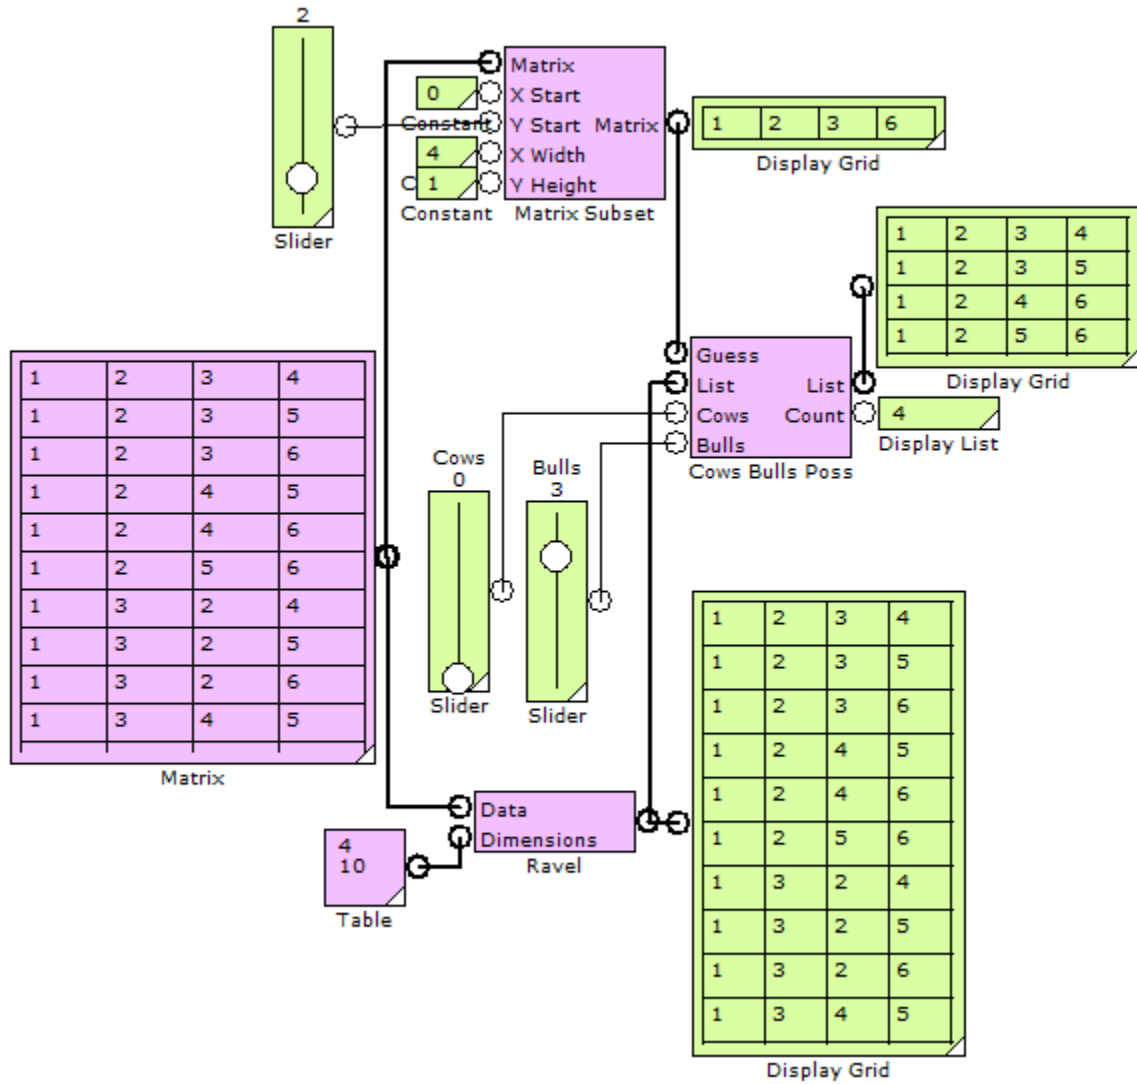 2
Slider
Matrix
0
X Start
Constant
Y Start
Matrix
4
X Width
C
1
Y Height
Constant
Matrix Subset
1 2 3 6
Display Grid
1 2 3 4
1 2 3 5
1 2 4 6
1 2 5 6
Display Grid
Guess
List
List
Cows
Count
4
Bulls
Display List
Cows Bulls Poss
1 2 3 4
1 2 3 5
1 2 3 6
1 2 4 5
1 2 4 6
1 2 5 6
1 3 2 4
1 3 2 5
1 3 2 6
1 3 4 5
Matrix
Cows
0
Slider
Bulls
3
Slider
Data
Dimensions
Ravel
4
10
Table
1 2 3 4
1 2 3 5
1 2 3 6
1 2 4 5
1 2 4 6
1 2 5 6
1 3 2 4
1 3 2 5
1 3 2 6
1 3 4 5
Display Grid